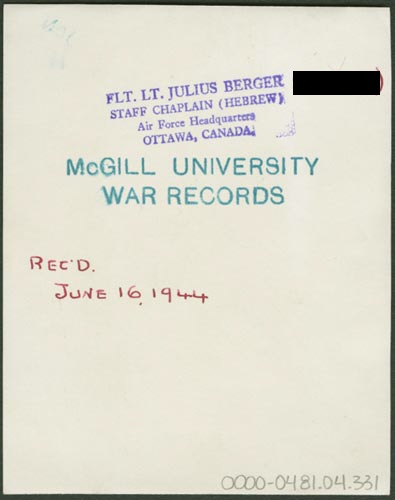 FLT. LT. JULIUS BERGER
STAFF CHAPLAIN (HEBREW)
Air Force Headquarters
OTTAWA, CANADA
McGILL UNIVERSITY
WAR RECORDS
REC'D.
JUNE 16, 1944
0000-0481.04.331